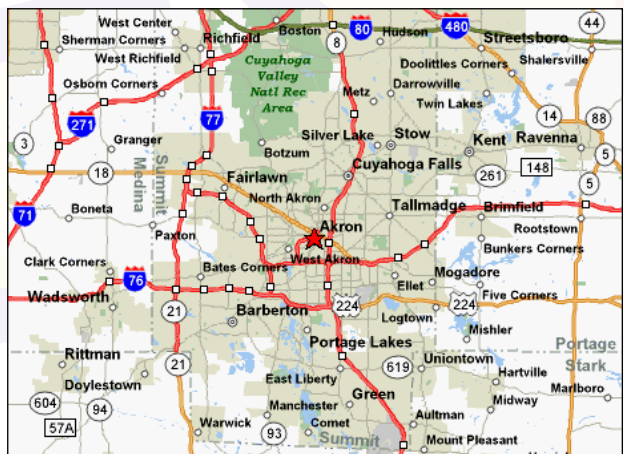 West Center
Sherman Corners
Richfield
West Richfield
Osborn Corners
Boston
80
Hudson
480
Streetsboro
44
8
Cuyahoga
Valley
Natl Rec
Area
Doolittles Corners
Shalersville
Darrowville
Metz
Twin Lakes
271
77
14
88
3
Granger
Silver Lake
Stow
Kent
Ravenna
Botzum
Cuyahoga Falls
148
5
18
Summit
Medina
Fairlawn
261
5
71
Boneta
North Akron
Tallmadge
Brimfield
Akron
Rootstown
Paxton
West Akron
Bunkers Corners
Clark Corners
76
Bates Corners
Mogadore
Ellet
Wadsworth
224
224
Five Corners
21
Barberton
Logtown
Mishler
Portage Lakes
Portage
Stark
Rittman
21
619
Uniontown
Doylestown
East Liberty
Hartville
Marlboro
604
94
Green
Manchester
Midway
57A
Warwick
93
Comet
Aultman
Summit
Mount Pleasant